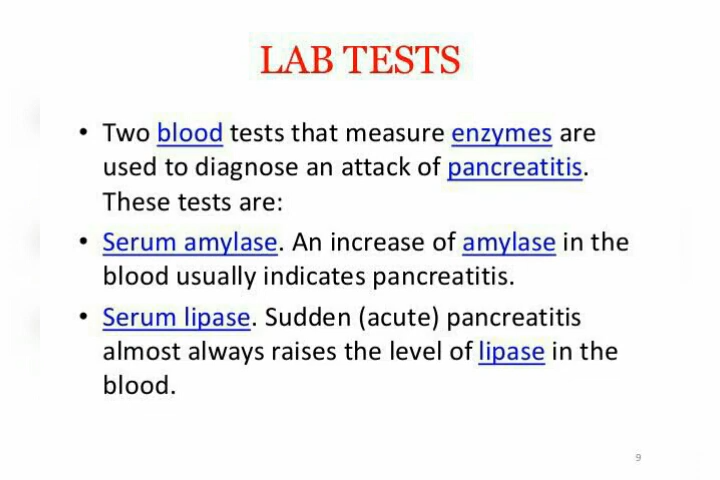 LAB TESTS
• Two blood tests that measure enzymes are
used to diagnose an attack of pancreatitis.
These tests are:
• Serum amylase. An increase of amylase in the
blood usually indicates pancreatitis.
• Serum lipase. Sudden (acute) pancreatitis
almost always raises the level of lipase in the
blood.
9